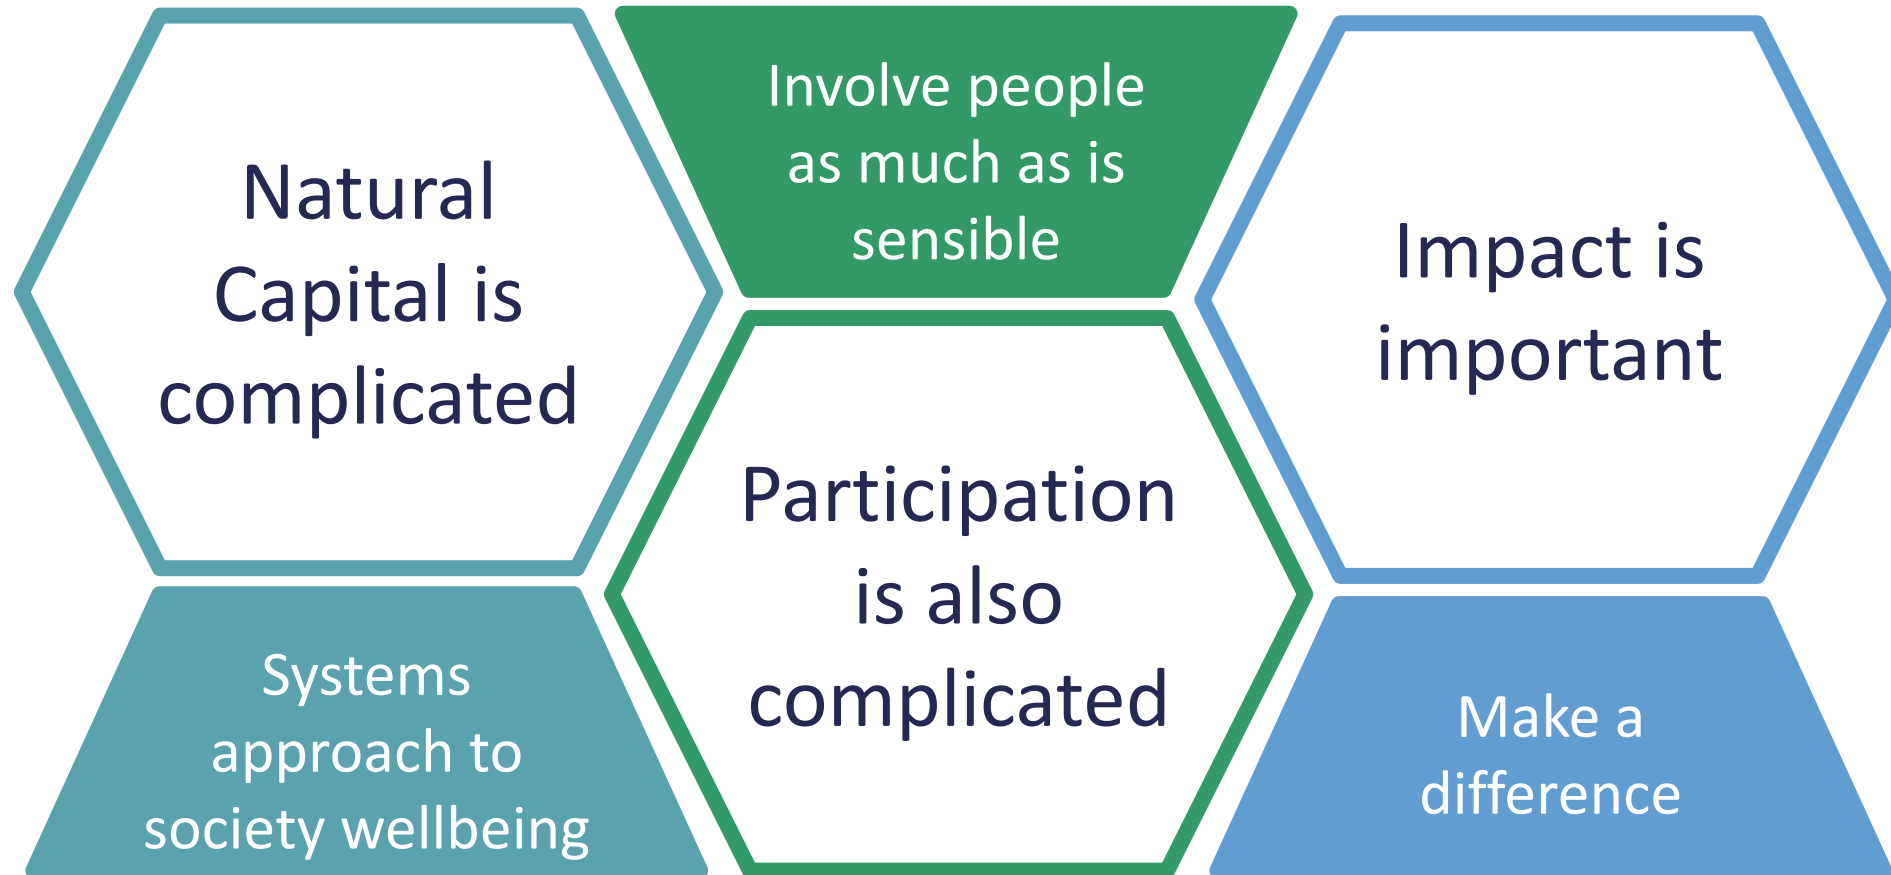 Natural
Capital is
complicated
Systems
approach to
society wellbeing
Involve people
as much as is
sensible
Participation
is also
complicated
Impact is
important
Make a
difference